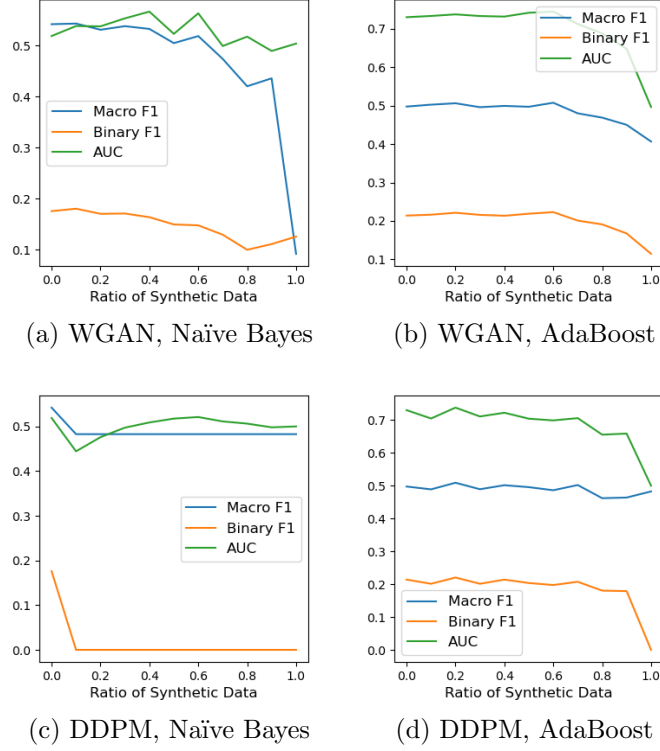 0.5
0.4
0.3
0.2
0.1
Macro F1
Binary F1
AUC
0.0 0.2 0.4 0.6 0.8 1.0
Ratio of Synthetic Data
(a) WGAN, Naïve Bayes
0.7
0.6
0.5
0.4
0.3
0.2
0.1
Macro F1
Binary F1
AUC
0.0 0.2 0.4 0.6 0.8 1.0
Ratio of Synthetic Data
(b) WGAN, AdaBoost
0.5
0.4
0.3
0.2
0.1
0.0
Macro F1
Binary F1
AUC
0.0 0.2 0.4 0.6 0.8 1.0
Ratio of Synthetic Data
(c) DDPM, Naïve Bayes
0.7
0.6
0.5
0.4
0.3
0.2
0.1
0.0
Macro F1
Binary F1
AUC
0.0 0.2 0.4 0.6 0.8 1.0
Ratio of Synthetic Data
(d) DDPM, AdaBoost